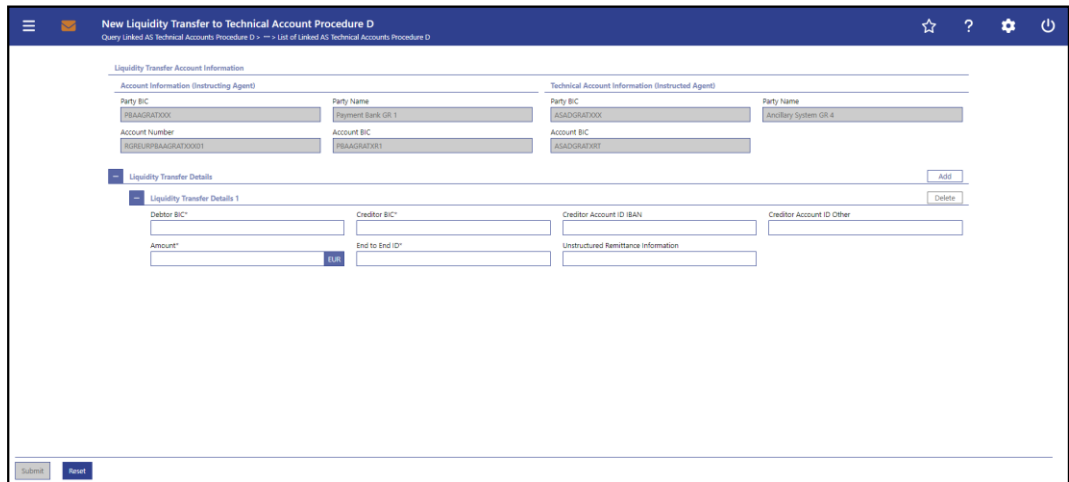 New Liquidity Transfer to Technical Account Procedure D
Query Linked AS Technical Accounts Procedure D > ··· > List of Linked AS Technical Accounts Procedure D
Liquidity Transfer Account Information
Account Information (Instructing Agent)
Technical Account Information (Instructed Agent)
Party BIC
Party Name
Party BIC
Party Name
PBAAGRATXXX
Payment Bank GR 1
ASADGRATXXX
Ancillary System GR 4
Account Number
Account BIC
Account BIC
RGREURPBAAGRATXXX01
PBAAGRATXR1
ASADGRATXRT
Liquidity Transfer Details
Add
Liquidity Transfer Details 1
Delete
Debtor BIC*
Creditor BIC*
Creditor Account ID IBAN
Creditor Account ID Other
Amount*
End to End ID*
Unstructured Remittance Information
EUR
Submit
Reset